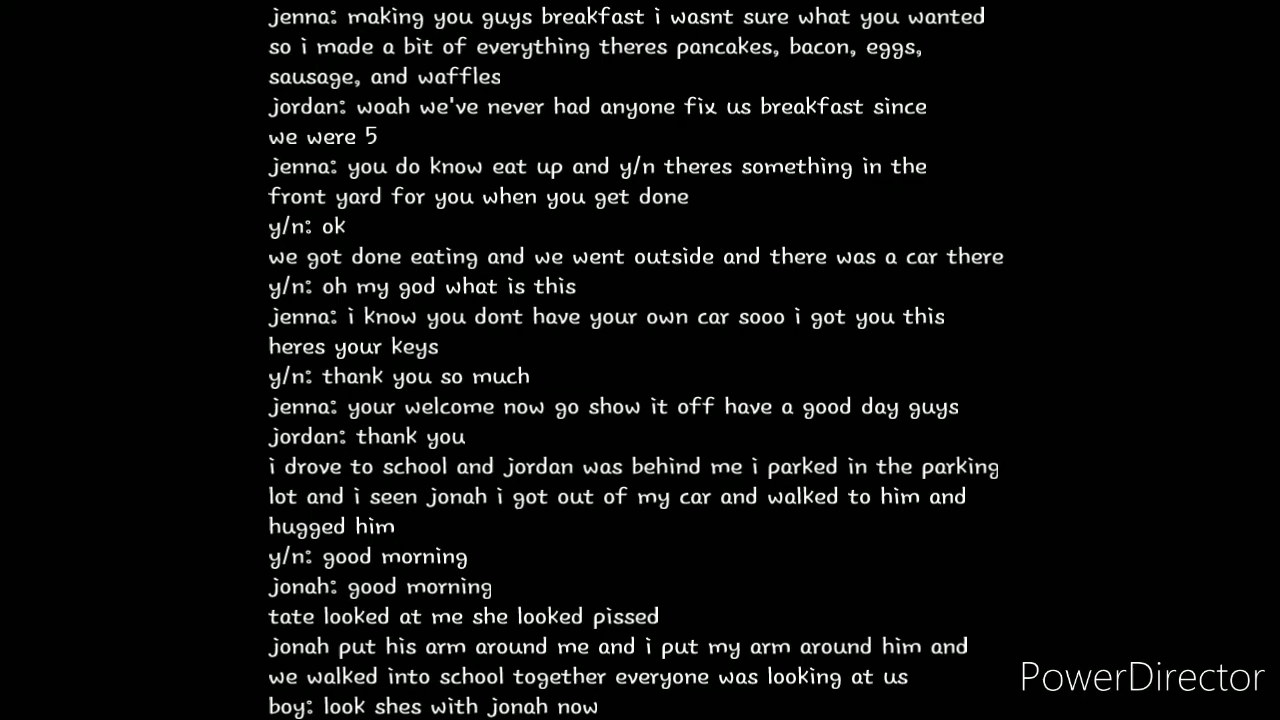 jenna: making you guys breakfast i wasnt sure what you wanted
so i made a bit of everything theres pancakes, bacon, eggs,
sausage, and waffles
jordan: woah we've never had anyone fix us breakfast since
we were 5
jenna: you do know eat up and y/n theres something in the
front yard for you when you get done
y/n: ok
we got done eating and we went outside and there was a car there
y/n: oh my god what is this
jenna: i know you dont have your own car sooo i got you this
heres your keys
y/n: thank you so much
jenna: your welcome now go show it off have a good day guys
jordan: thank you
i drove to school and jordan was behind me i parked in the parking
lot and i seen jonah i got out of my car and walked to him and
hugged him
y/n: good morning
jonah: good morning
tate looked at me she looked pissed
jonah put his arm around me and i put my arm around him and
we walked into school together everyone was looking at us
boy: look shes with jonah now
PowerDirector